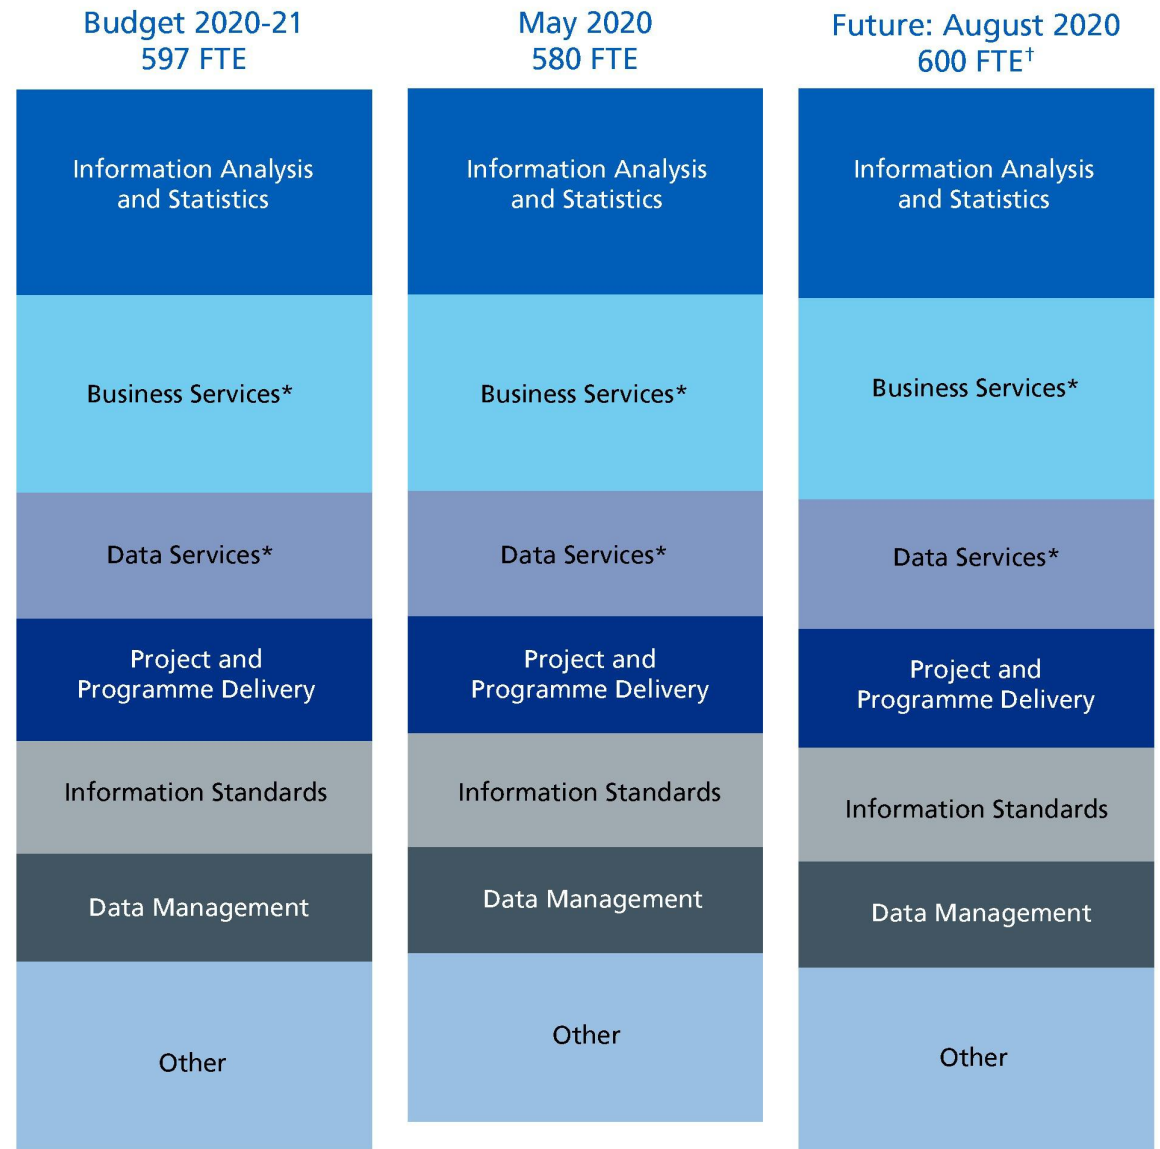 Budget 2020-21
597 FTE
Information Analysis
and Statistics
Business Services*
Data Services*
Project and
Programme Delivery
Information Standards
Data Management
Other
May 2020
580 FTE
Information Analysis
and Statistics
Business Services*
Data Services*
Project and
Programme Delivery
Information Standards
Data Management
Other
Future: August 2020
600 FTE†
Information Analysis
and Statistics
Business Services*
Data Services*
Project and
Programme Delivery
Information Standards
Data Management
Other